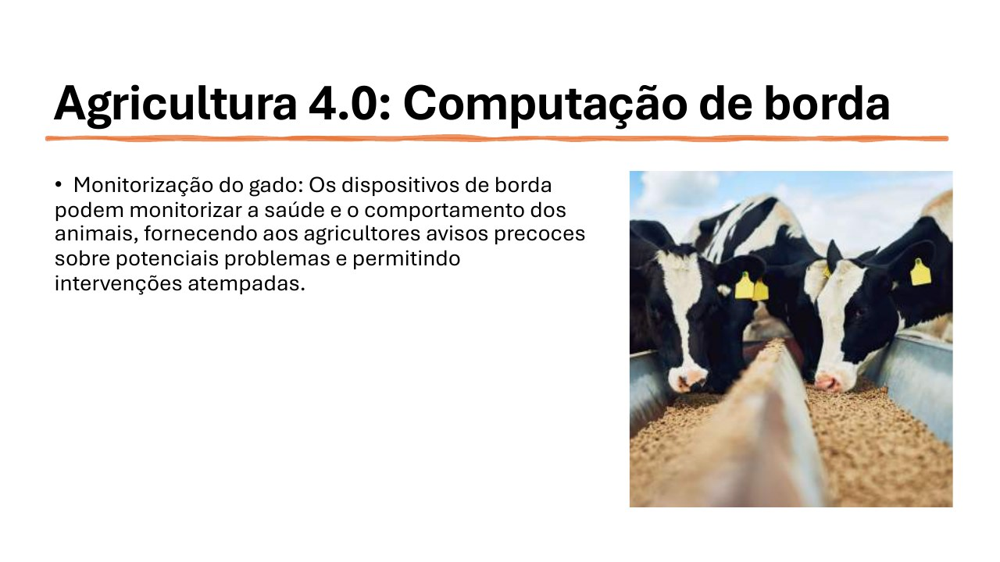 Agricultura 4.0: Computação de borda
• Monitorização do gado: Os dispositivos de borda
podem monitorizar a saúde e o comportamento dos
animais, fornecendo aos agricultores avisos precoces
sobre potenciais problemas e permitindo
intervenções atempadas.